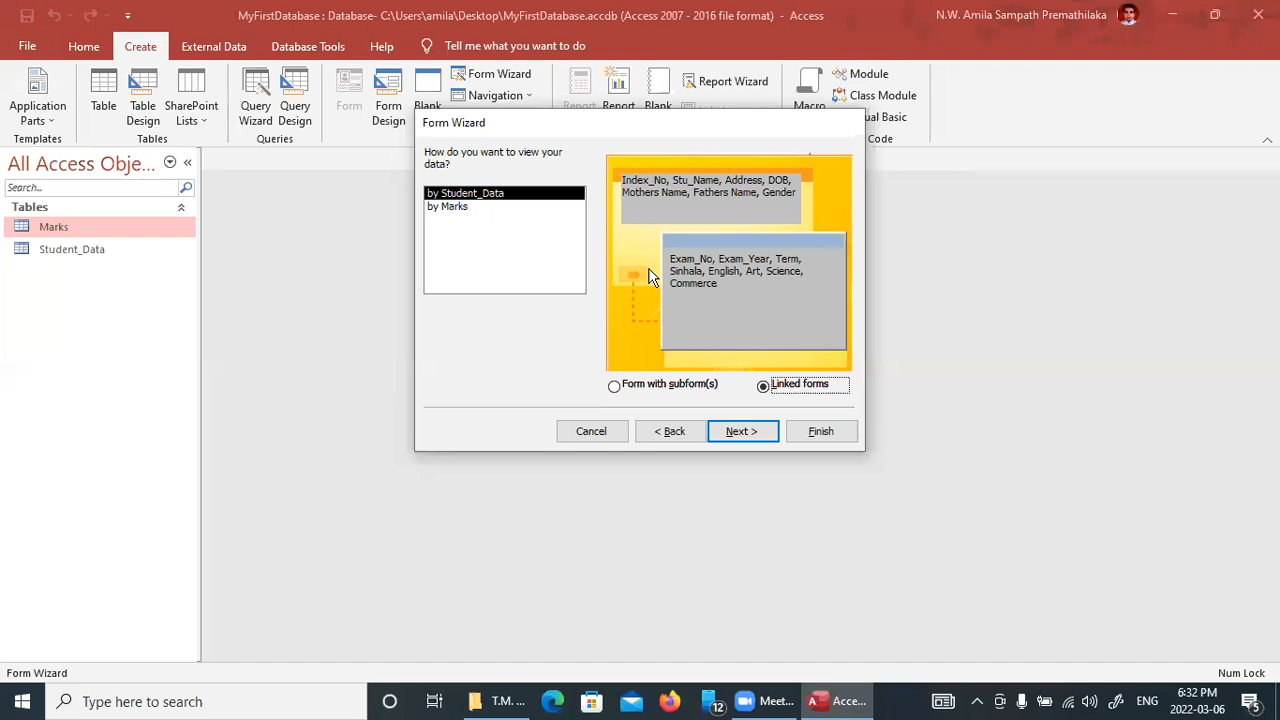 MyFirstDatabase : Database- C:\Users\amila\Desktop\MyFirstDatabase.accdb (Access 2007 - 2016 file format) - Access
N.W. Amila Sampath Premathilaka
File Home Create External Data Database Tools Help Tell me what you want to do
Application Parts
Templates
Table
Table Design
SharePoint Lists
Tables
Query Wizard
Query Design
Queries
Form
Form Design
Blank
Form Wizard
Navigation
Report
Report
Blank
Report Wizard
Macro
Module
Class Module
ual Basic
Code
All Access Obje...
Search...
Tables
Marks
Student_Data
Form Wizard
How do you want to view your
data?
by Student_Data
by Marks
Index_No, Stu_Name, Address, DOB,
Mothers Name, Fathers Name, Gender
Exam_No, Exam_Year, Term,
Sinhala, English, Art, Science,
Commerce
Form with subform(s)
Linked forms
Cancel
< Back
Next >
Finish
Form Wizard
Num Lock
Type here to search
T.M. ...
12
Meet...
Acce...
ENG
6:32 PM
2022-03-06
5